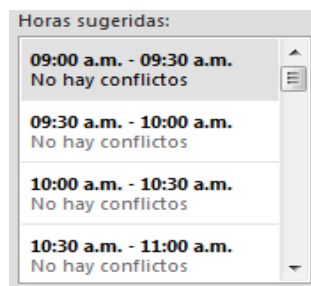 Horas sugeridas:
09:00 a.m. - 09:30 a.m.
No hay conflictos
09:30 a.m. - 10:00 a.m.
No hay conflictos
10:00 a.m. - 10:30 a.m.
No hay conflictos
10:30 a.m. - 11:00 a.m.
No hay conflictos